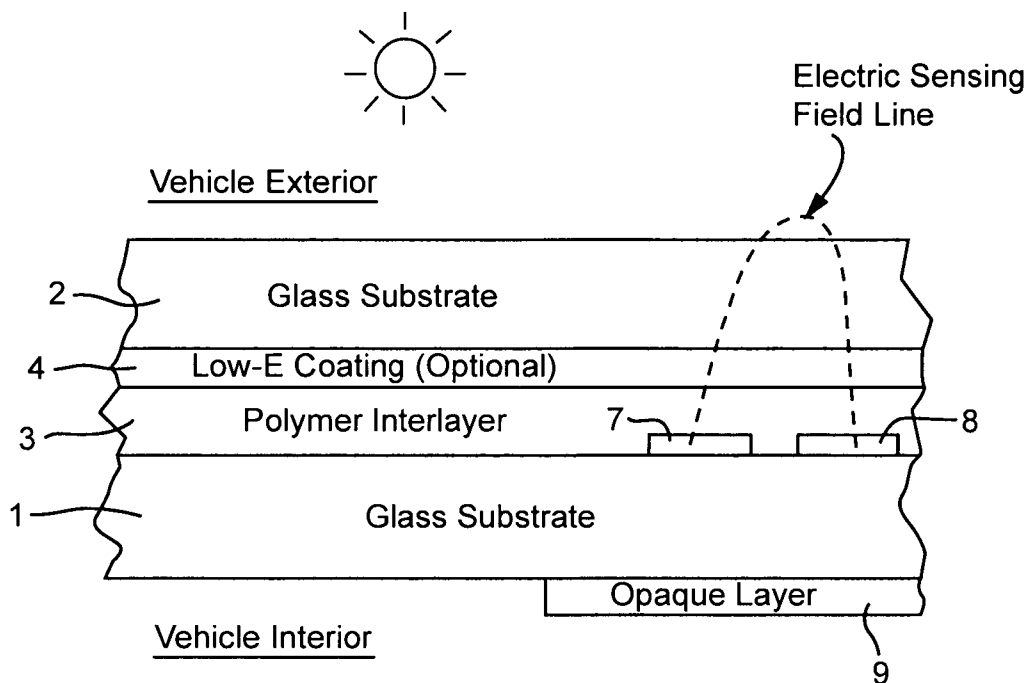 Electric Sensing
Field Line
Vehicle Exterior
2
Glass Substrate
4
Low-E Coating (Optional)
3
Polymer Interlayer
7
8
1
Glass Substrate
Opaque Layer
Vehicle Interior
9